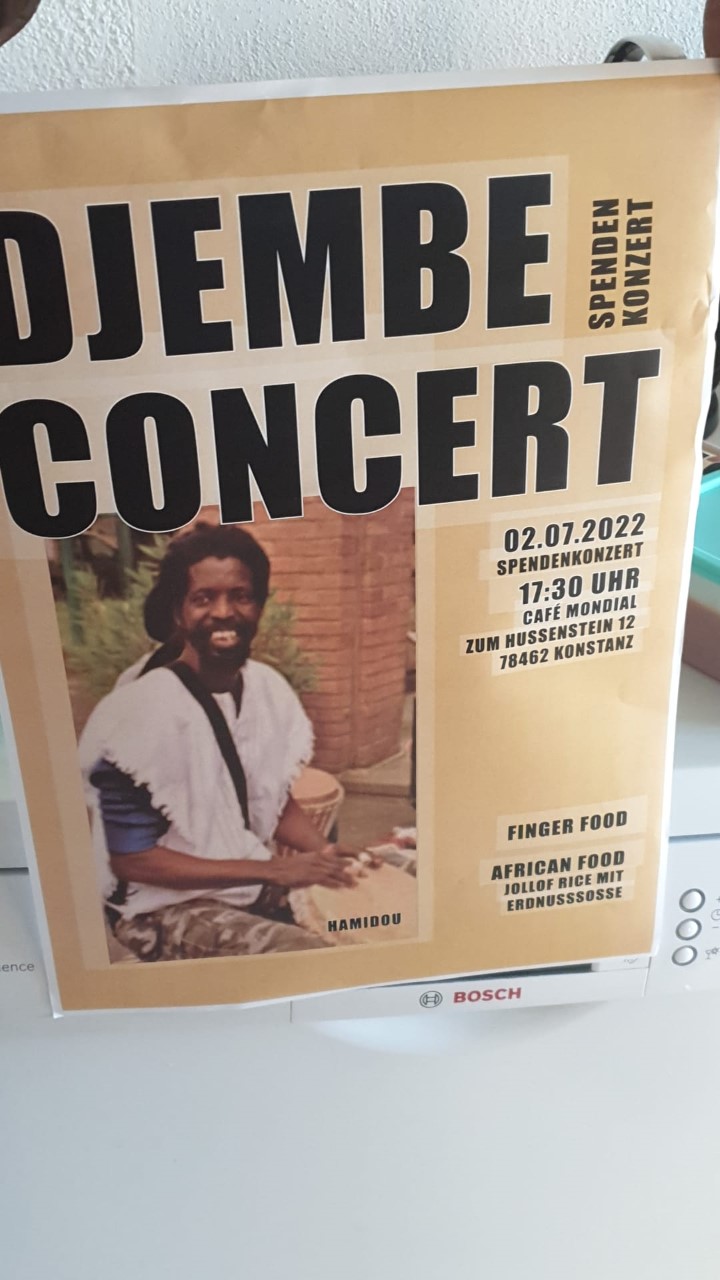 DJEMBE
SPENDEN
KONZERT
CONCERT
02.07.2022
SPENDENKONZERT
17:30 UHR
CAFÉ MONDIAL
ZUM HUSSENSTEIN 12
78462 KONSTANZ
FINGER FOOD
AFRICAN FOOD
JOLLOF RICE MIT
ERDNUSSSOSSE
HAMIDOU
BOSCH